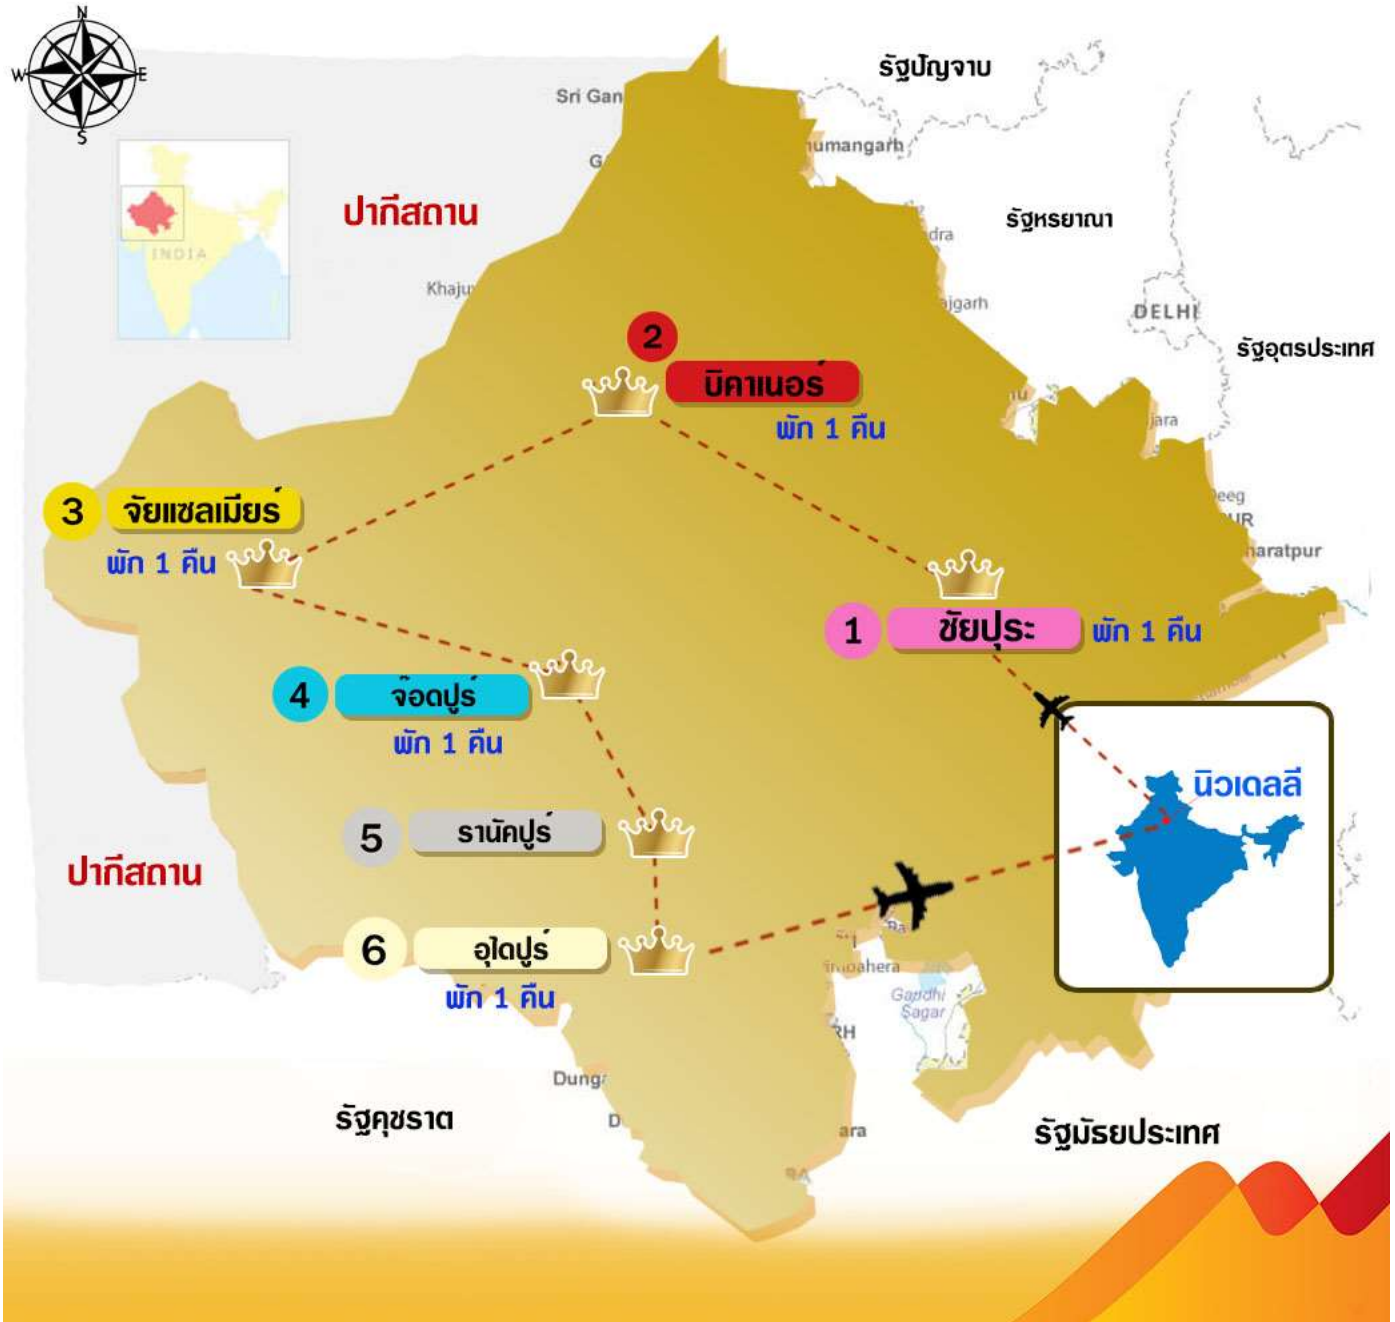 N
W E
S
รัฐปัญจาบ
Sri Gan
numangarh
ปากีสถาน
INDIA
รัฐหรยาณา
dra
Khaju
ajgarh
DELHI
รัฐอุตรประเทศ
2
บิคาเนอร์
พัก 1 คืน
jara
3
จัยแซลเมียร์
พัก 1 คืน
eeg
UR
haratpur
1
ชัยปุระ
พัก 1 คืน
4
จ๊อดปูร์
พัก 1 คืน
นิวเดลลี
5
รานัคปูร์
ปากีสถาน
6
อุไดปูร์
พัก 1 คืน
Gandhi
Sagar
RH
Dung
รัฐคุชราต
D
ara
รัฐมัธยประเทศ